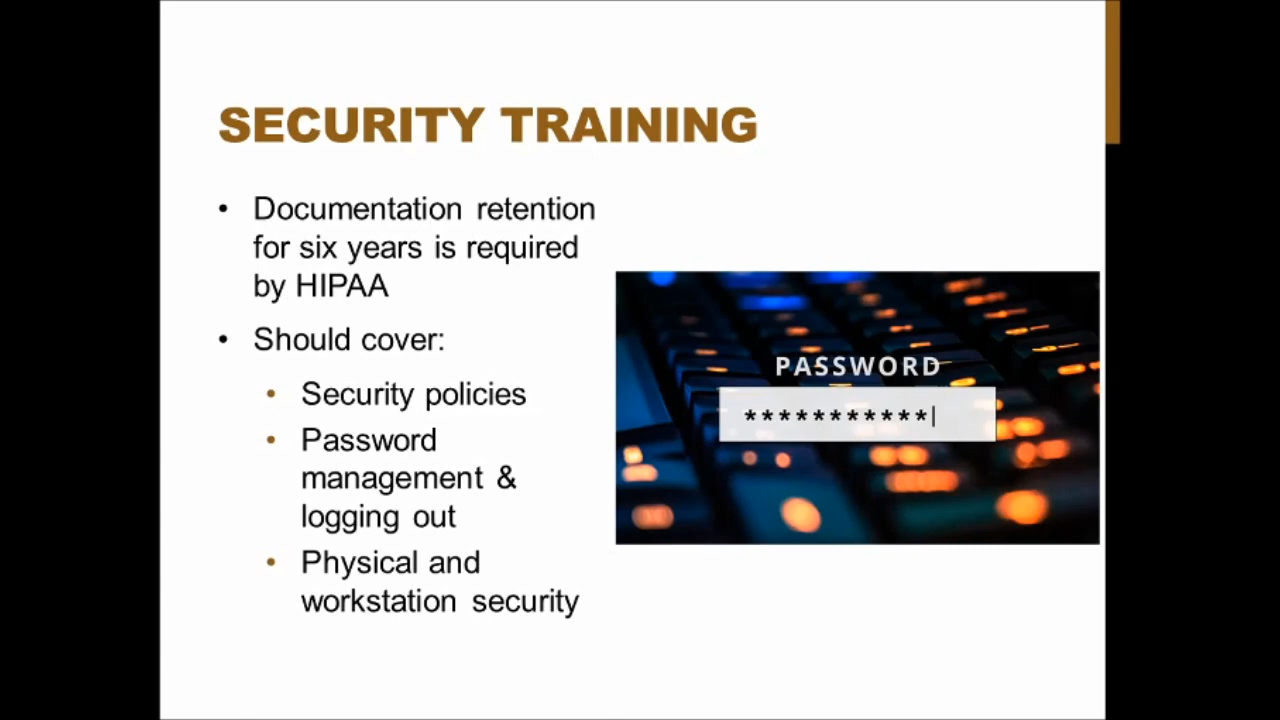 SECURITY TRAINING
• Documentation retention
for six years is required
by HIPAA
• Should cover:
• Security policies
• Password
management &
logging out
• Physical and
workstation security
PASSWORD
***********|